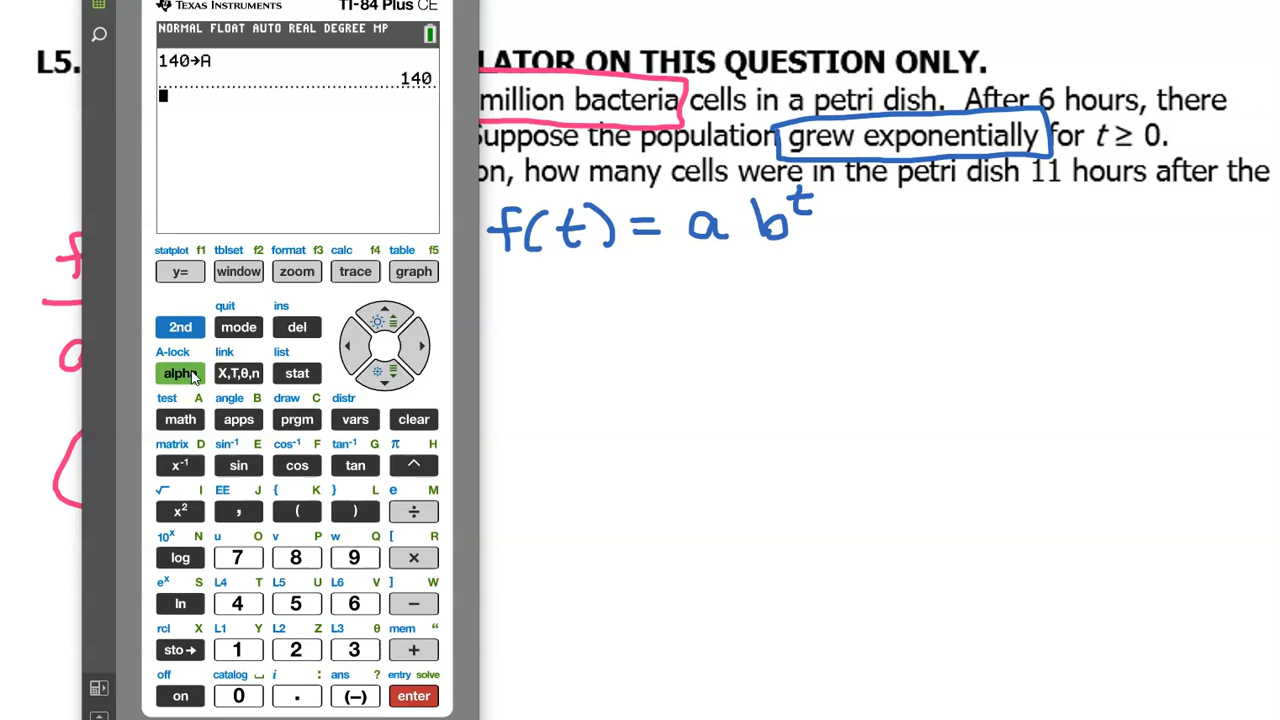 TEXAS INSTRUMENTS TI-84 Plus CE
NORMAL FLOAT AUTO REAL DEGREE MP
140→A
140
L5. LATOR ON THIS QUESTION ONLY.
million bacteria cells in a petri dish. After 6 hours, there
Suppose the population grew exponentially for t ≥ 0.
on, how many cells were in the petri dish 11 hours after the
f(t) = a b^t
statplot f1 tblset f2 format f3 calc f4 table f5
y= window zoom trace graph
quit ins
2nd mode del
A-lock link list
alpha X,T,θ,n stat
test A angle B draw C distr
math apps prgm vars clear
matrix D sin⁻¹ E cos⁻¹ F tan⁻¹ G π H
x⁻¹ sin cos tan ^
√ I EE J { K } L e M
x² , ( ) ÷
10ˣ N u O v P w Q [ R
log 7 8 9 ×
eˣ S L4 T L5 U L6 V ] W
ln 4 5 6 −
rcl X L1 Y L2 Z L3 θ mem “
sto→ 1 2 3 +
off catalog ␣ i : ans ? entry solve
on 0 . (−) enter